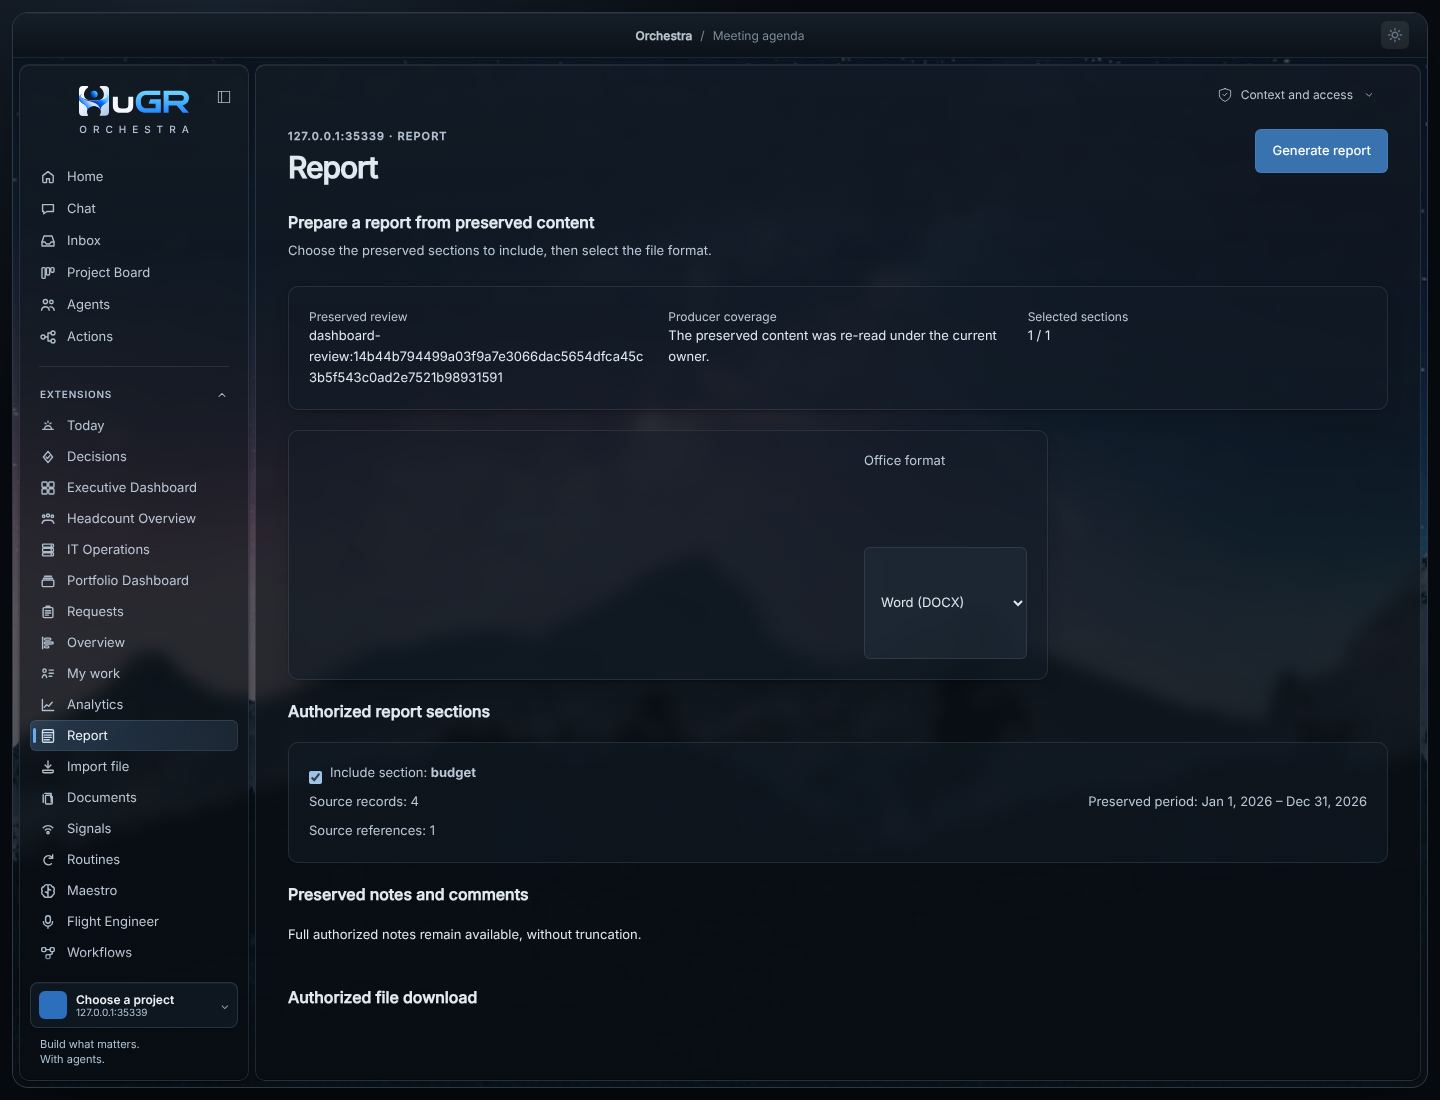 Orchestra / Meeting agenda
HuGR
ORCHESTRA
Home
Chat
Inbox
Project Board
Agents
Actions
EXTENSIONS
Today
Decisions
Executive Dashboard
Headcount Overview
IT Operations
Portfolio Dashboard
Requests
Overview
My work
Analytics
Report
Import file
Documents
Signals
Routines
Maestro
Flight Engineer
Workflows
Choose a project
127.0.0.1:35339
Build what matters.
With agents.
Context and access
127.0.0.1:35339 · REPORT
Report
Generate report
Prepare a report from preserved content
Choose the preserved sections to include, then select the file format.
Preserved review
dashboard-
review:14b44b794499a03f9a7e3066dac5654dfca45c
3b5f543c0ad2e7521b98931591
Producer coverage
The preserved content was re-read under the current
owner.
Selected sections
1 / 1
Office format
Word (DOCX)
Authorized report sections
Include section: budget
Source records: 4
Preserved period: Jan 1, 2026 – Dec 31, 2026
Source references: 1
Preserved notes and comments
Full authorized notes remain available, without truncation.
Authorized file download